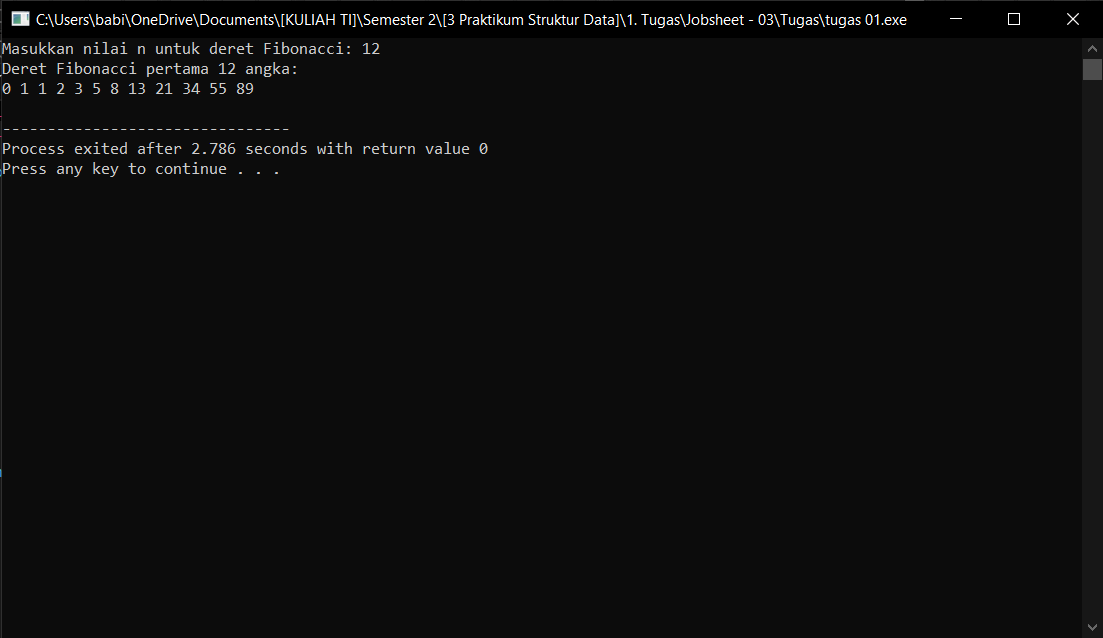 C:\Users\babi\OneDrive\Documents\[KULIAH TI]\Semester 2\[3 Praktikum Struktur Data]\1. Tugas\Jobsheet - 03\Tugas\tugas 01.exe
Masukkan nilai n untuk deret Fibonacci: 12
Deret Fibonacci pertama 12 angka:
0 1 1 2 3 5 8 13 21 34 55 89
--------------------------------
Process exited after 2.786 seconds with return value 0
Press any key to continue . . .